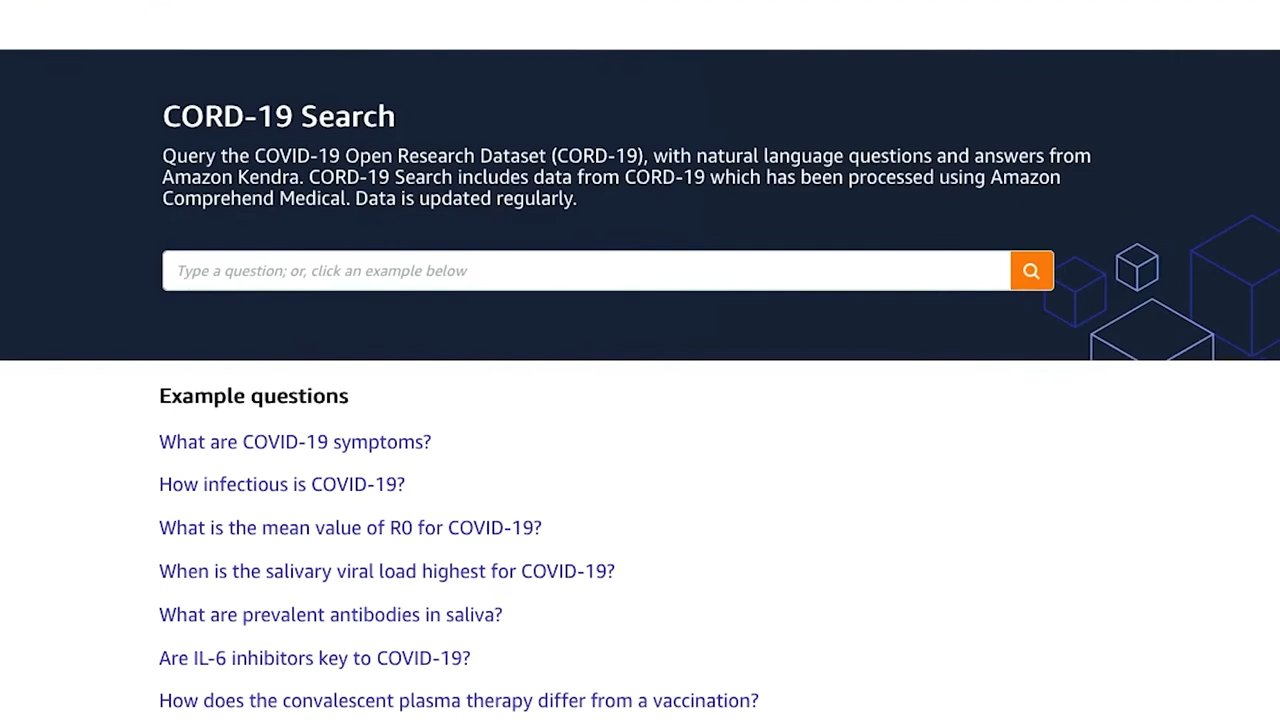 CORD-19 Search
Query the COVID-19 Open Research Dataset (CORD-19), with natural language questions and answers from
Amazon Kendra. CORD-19 Search includes data from CORD-19 which has been processed using Amazon
Comprehend Medical. Data is updated regularly.
Type a question; or, click an example below
Example questions
What are COVID-19 symptoms?
How infectious is COVID-19?
What is the mean value of R0 for COVID-19?
When is the salivary viral load highest for COVID-19?
What are prevalent antibodies in saliva?
Are IL-6 inhibitors key to COVID-19?
How does the convalescent plasma therapy differ from a vaccination?